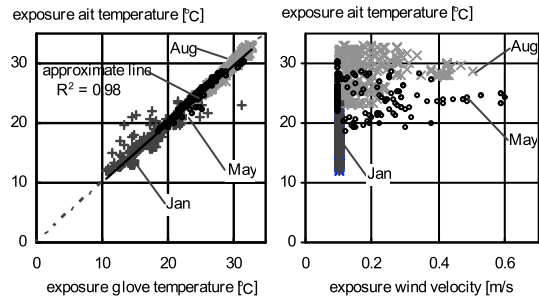 exposure ait temperature [°C]
Aug
approximate line
R² = 0.98
30
20
10
0
May
Jan
0 10 20 30
exposure glove temperature [°C]
exposure ait temperature [°C]
30
20
10
0
Aug
May
Jan
0 0.2 0.4 0.6
exposure wind velocity [m/s